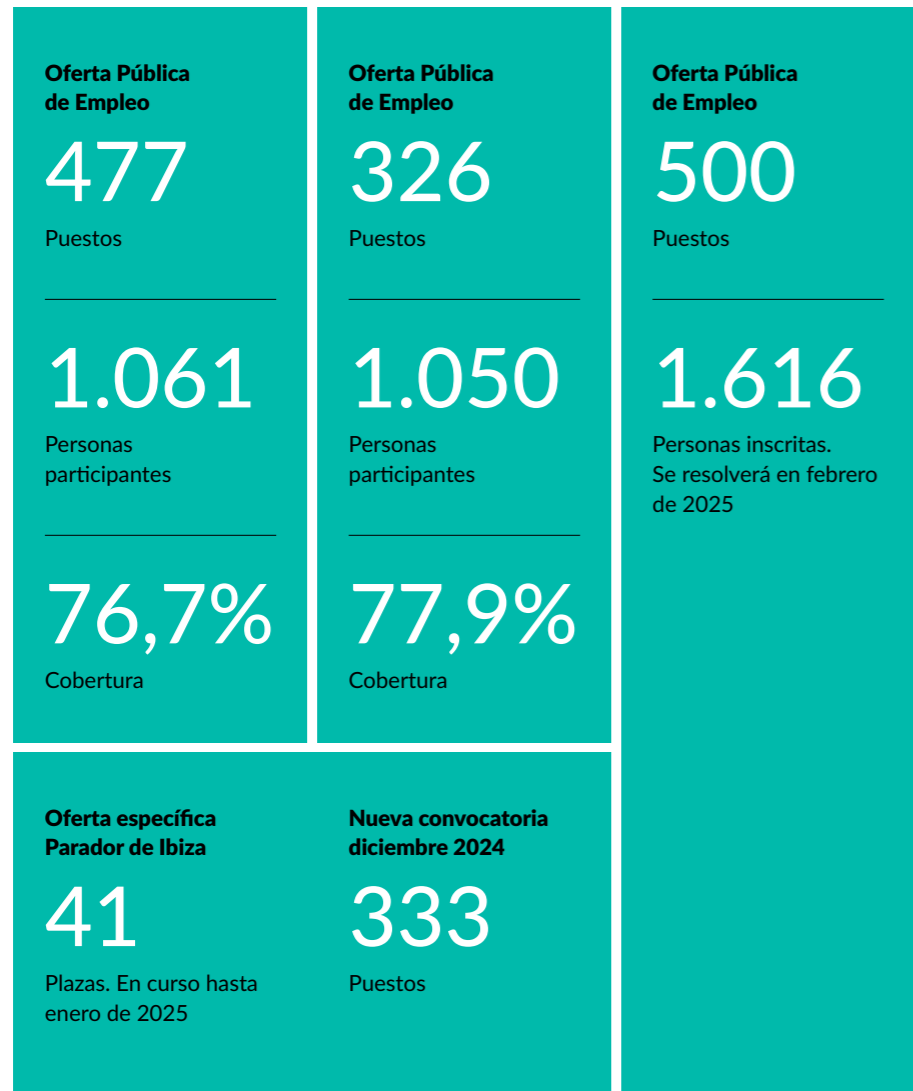 Oferta Pública
de Empleo
477
Puestos
1.061
Personas
participantes
76,7%
Cobertura
Oferta Pública
de Empleo
326
Puestos
1.050
Personas
participantes
77,9%
Cobertura
Oferta Pública
de Empleo
500
Puestos
1.616
Personas inscritas.
Se resolverá en febrero
de 2025
Oferta específica
Parador de Ibiza
41
Plazas. En curso hasta
enero de 2025
Nueva convocatoria
diciembre 2024
333
Puestos